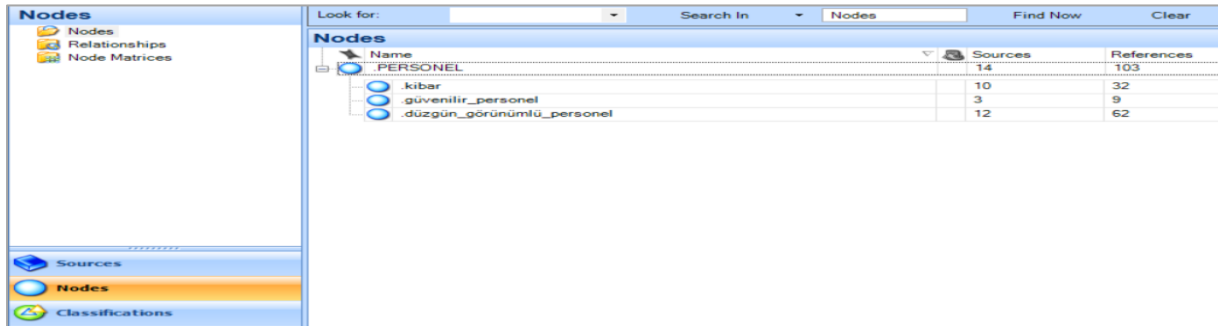 Nodes
Nodes
Relationships
Node Matrices
Sources
Nodes
Classifications
Look for: Search In Nodes Find Now Clear
Nodes
Name Sources References
.PERSONEL 14 103
.kibar 10 32
.güvenilir_personel 3 9
.düzgün_görünümlü_personel 12 62